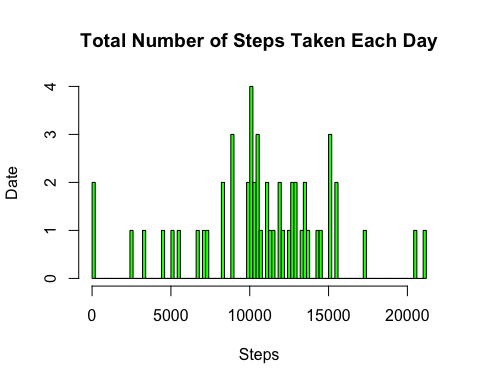 Total Number of Steps Taken Each Day
Date
4
3
2
1
0
0 5000 10000 15000 20000
Steps